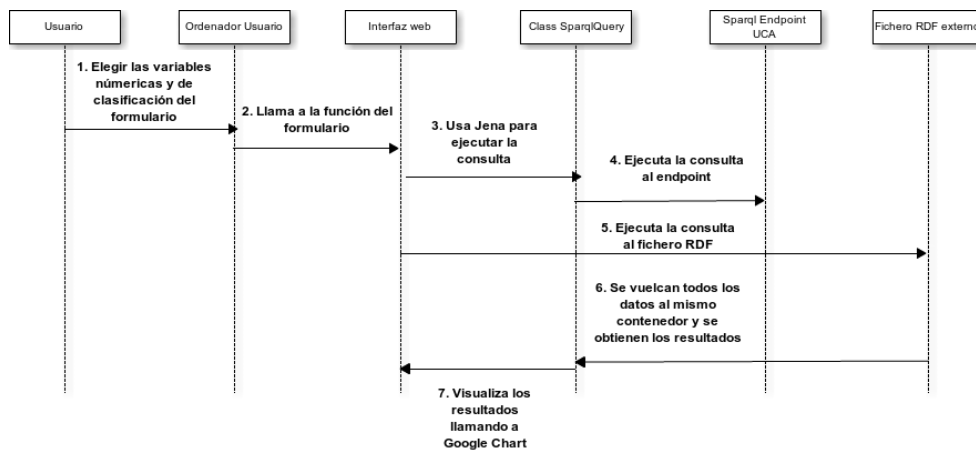 Usuario
Ordenador Usuario
Interfaz web
Class SparqlQuery
Sparql Endpoint
UCA
Fichero RDF externo
1. Elegir las variables
númericas y de
clasificación del
formulario
2. Llama a la función del
formulario
3. Usa Jena para
ejecutar la
consulta
4. Ejecuta la consulta
al endpoint
5. Ejecuta la consulta
al fichero RDF
6. Se vuelcan todos los
datos al mismo
contenedor y se
obtienen los resultados
7. Visualiza los
resultados
llamando a
Google Chart